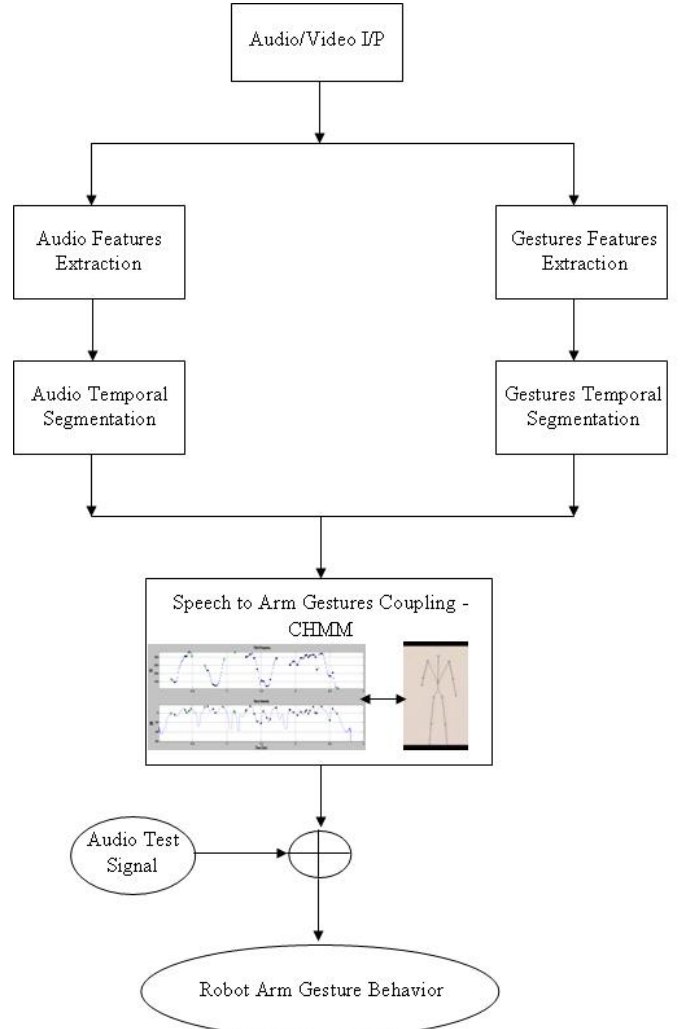 Audio/Video I/P
Audio Features
Extraction
Gestures Features
Extraction
Audio Temporal
Segmentation
Gestures Temporal
Segmentation
Speech to Arm Gestures Coupling -
CHMM
Audio Test
Signal
Robot Arm Gesture Behavior